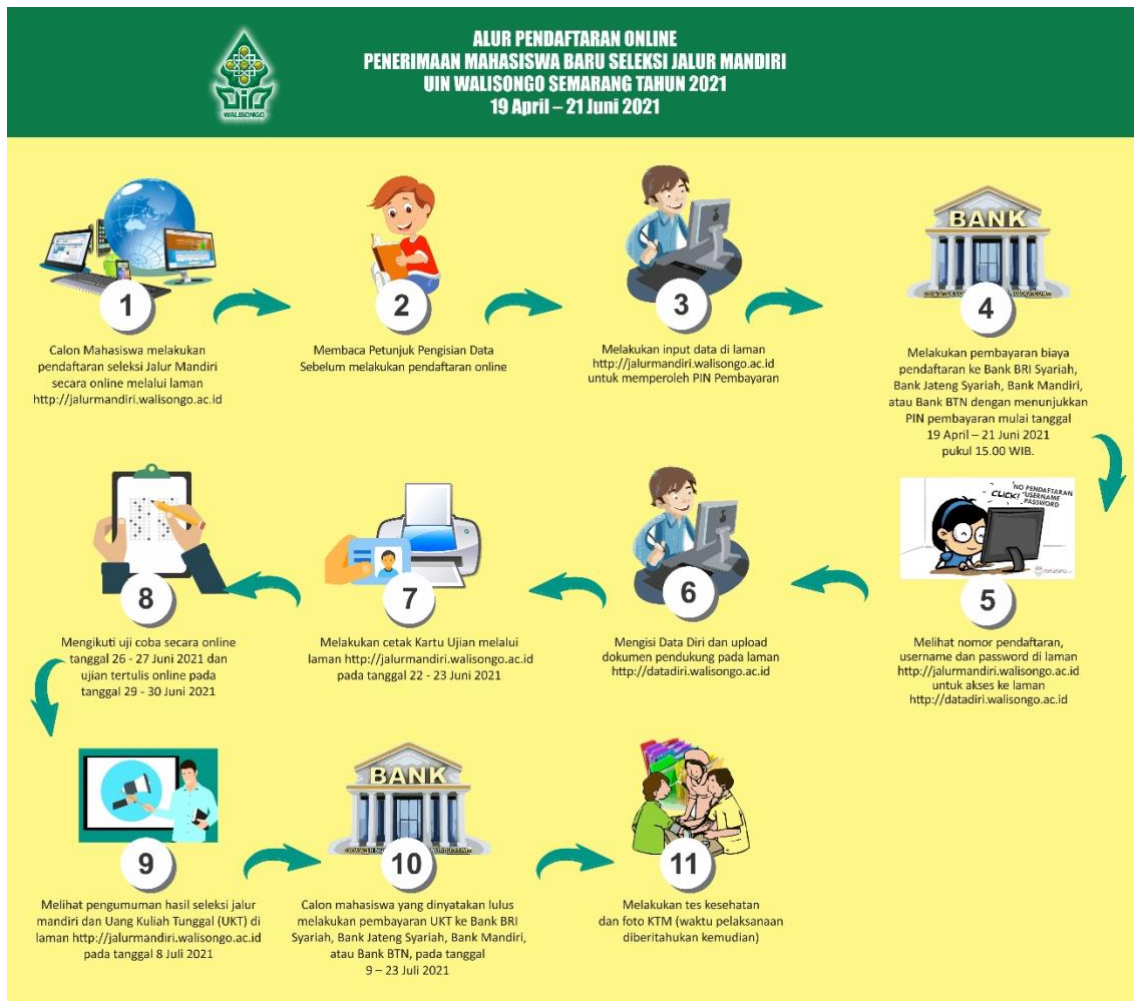 ALUR PENDAFTARAN ONLINE
PENERIMAAN MAHASISWA BARU SELEKSI JALUR MANDIRI
UIN WALISONGO SEMARANG TAHUN 2021
19 April – 21 Juni 2021
WALISONGO
1
Calon Mahasiswa melakukan
pendaftaran seleksi Jalur Mandiri
secara online melalui laman
http://jalurmandiri.walisongo.ac.id
2
Membaca Petunjuk Pengisian Data
Sebelum melakukan pendaftaran online
3
Melakukan input data di laman
http://jalurmandiri.walisongo.ac.id
untuk memperoleh PIN Pembayaran
BANK
4
Melakukan pembayaran biaya
pendaftaran ke Bank BRI Syariah,
Bank Jateng Syariah, Bank Mandiri,
atau Bank BTN dengan menunjukkan
PIN pembayaran mulai tanggal
19 April – 21 Juni 2021
pukul 15.00 WIB.
NO PENDAFTARAN
CLICK! "USERNAME
PASSWORD
5
Melihat nomor pendaftaran,
username dan password di laman
http://jalurmandiri.walisongo.ac.id
untuk akses ke laman
http://datadiri.walisongo.ac.id
6
Mengisi Data Diri dan upload
dokumen pendukung pada laman
http://datadiri.walisongo.ac.id
7
Melakukan cetak Kartu Ujian melalui
laman http://jalurmandiri.walisongo.ac.id
pada tanggal 22 - 23 Juni 2021
8
Mengikuti uji coba secara online
tanggal 26 - 27 Juni 2021 dan
ujian tertulis online pada
tanggal 29 - 30 Juni 2021
9
Melihat pengumuman hasil seleksi jalur
mandiri dan Uang Kuliah Tunggal (UKT) di
laman http://jalurmandiri.walisongo.ac.id
pada tanggal 8 Juli 2021
BANK
10
Calon mahasiswa yang dinyatakan lulus
melakukan pembayaran UKT ke Bank BRI
Syariah, Bank Jateng Syariah, Bank Mandiri,
atau Bank BTN, pada tanggal
9 – 23 Juli 2021
11
Melakukan tes kesehatan
dan foto KTM (waktu pelaksanaan
diberitahukan kemudian)